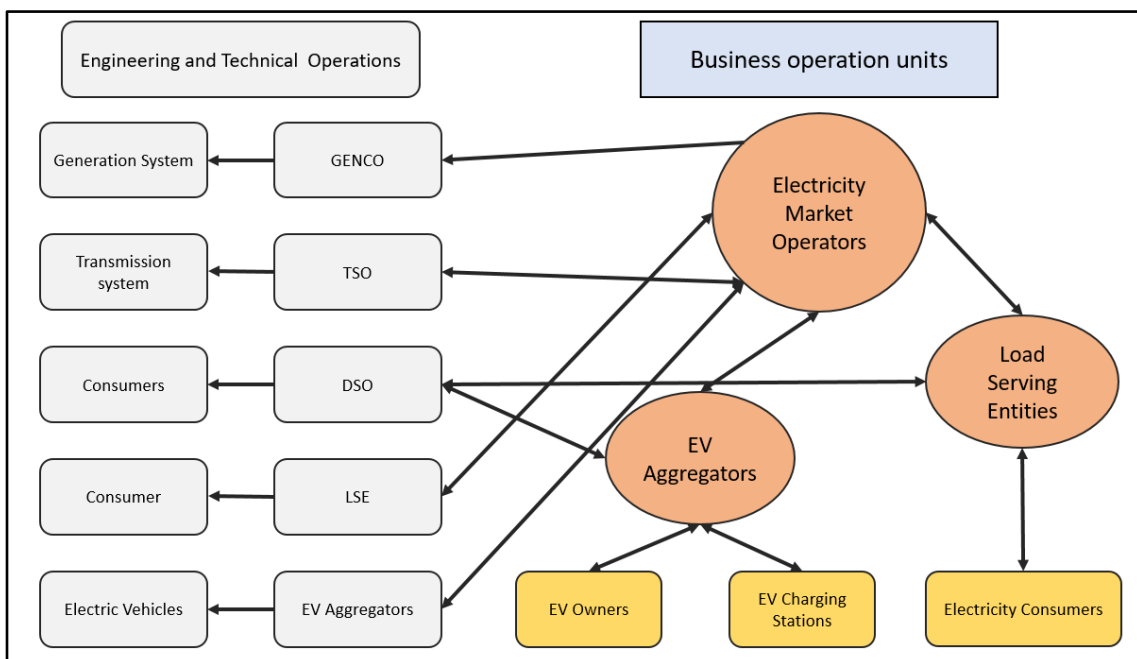 Engineering and Technical Operations
Business operation units
Generation System
GENCO
Electricity
Market
Operators
Transmission
system
TSO
Consumers
DSO
Load
Serving
Entities
EV
Aggregators
Consumer
LSE
Electric Vehicles
EV Aggregators
EV Owners
EV Charging
Stations
Electricity Consumers